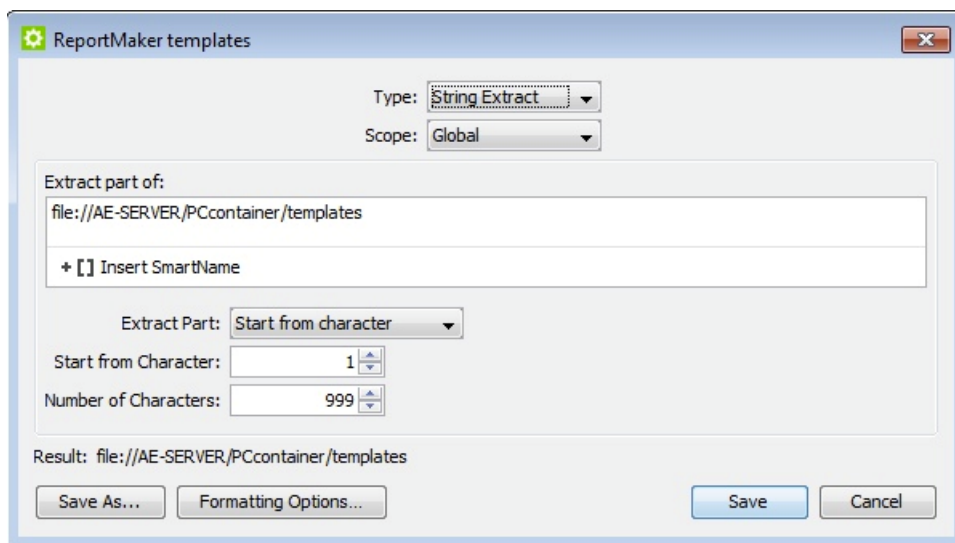 ReportMaker templates
Type: String Extract
Scope: Global
Extract part of:
file://AE-SERVER/PCcontainer/templates
+ [] Insert SmartName
Extract Part: Start from character
Start from Character: 1
Number of Characters: 999
Result: file://AE-SERVER/PCcontainer/templates
Save As... Formatting Options... Save Cancel